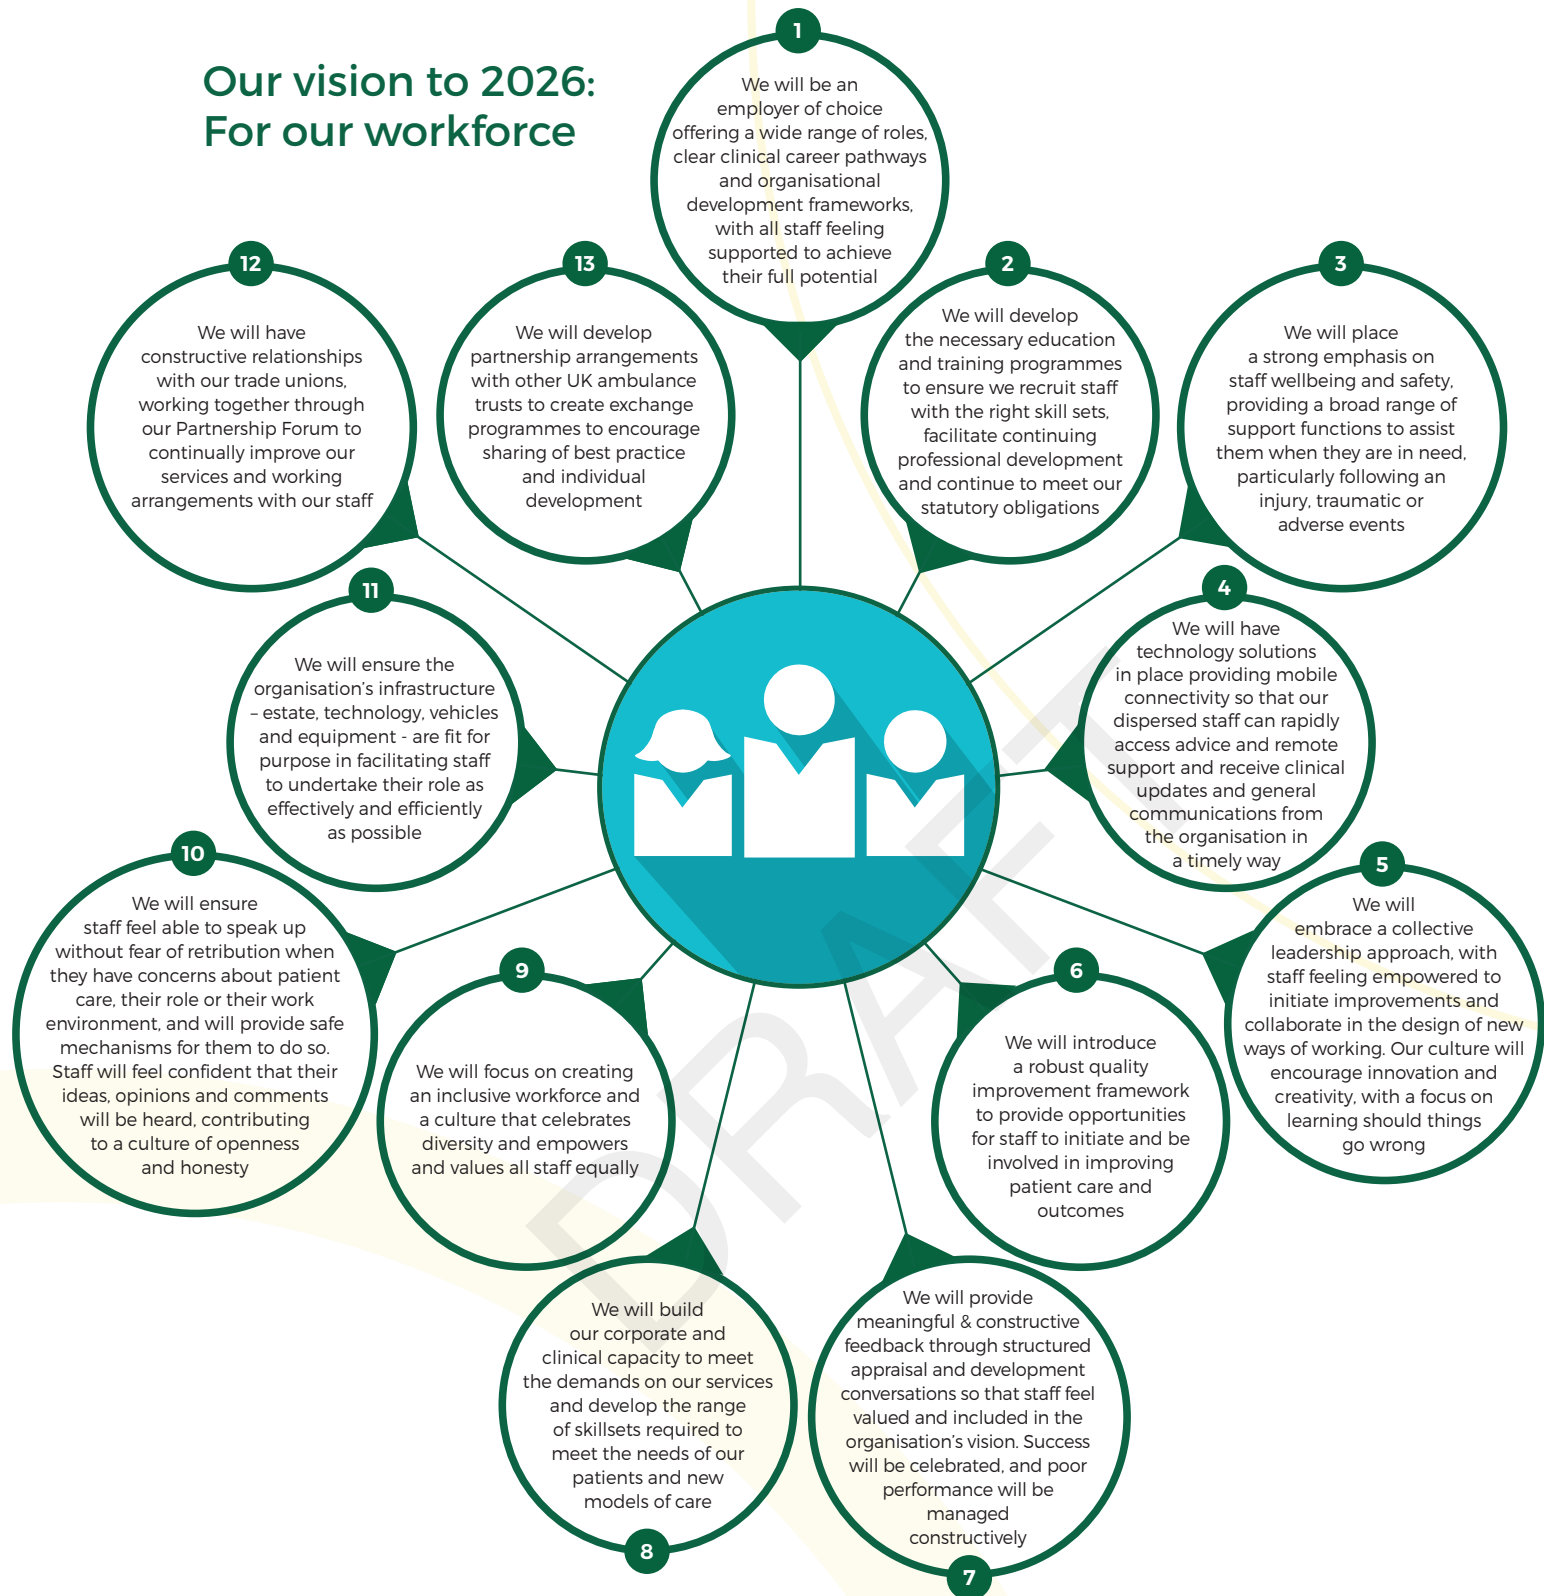 Our vision to 2026:
For our workforce
1
We will be an
employer of choice
offering a wide range of roles,
clear clinical career pathways
and organisational
development frameworks,
with all staff feeling
supported to achieve
their full potential
2
We will develop
the necessary education
and training programmes
to ensure we recruit staff
with the right skill sets,
facilitate continuing
professional development
and continue to meet our
statutory obligations
3
We will place
a strong emphasis on
staff wellbeing and safety,
providing a broad range of
support functions to assist
them when they are in need,
particularly following an
injury, traumatic or
adverse events
4
We will have
technology solutions
in place providing mobile
connectivity so that our
dispersed staff can rapidly
access advice and remote
support and receive clinical
updates and general
communications from
the organisation in
a timely way
5
We will
embrace a collective
leadership approach, with
staff feeling empowered to
initiate improvements and
collaborate in the design of new
ways of working. Our culture will
encourage innovation and
creativity, with a focus on
learning should things
go wrong
6
We will introduce
a robust quality
improvement framework
to provide opportunities
for staff to initiate and be
involved in improving
patient care and
outcomes
We will provide
meaningful & constructive
feedback through structured
appraisal and development
conversations so that staff feel
valued and included in the
organisation's vision. Success
will be celebrated, and poor
performance will be
managed
constructively
7
We will build
our corporate and
clinical capacity to meet
the demands on our services
and develop the range
of skillsets required to
meet the needs of our
patients and new
models of care
8
9
We will focus on creating
an inclusive workforce and
a culture that celebrates
diversity and empowers
and values all staff equally
10
We will ensure
staff feel able to speak up
without fear of retribution when
they have concerns about patient
care, their role or their work
environment, and will provide safe
mechanisms for them to do so.
Staff will feel confident that their
ideas, opinions and comments
will be heard, contributing
to a culture of openness
and honesty
11
We will ensure the
organisation's infrastructure
– estate, technology, vehicles
and equipment - are fit for
purpose in facilitating staff
to undertake their role as
effectively and efficiently
as possible
12
We will have
constructive relationships
with our trade unions,
working together through
our Partnership Forum to
continually improve our
services and working
arrangements with our staff
13
We will develop
partnership arrangements
with other UK ambulance
trusts to create exchange
programmes to encourage
sharing of best practice
and individual
development
DRAFT